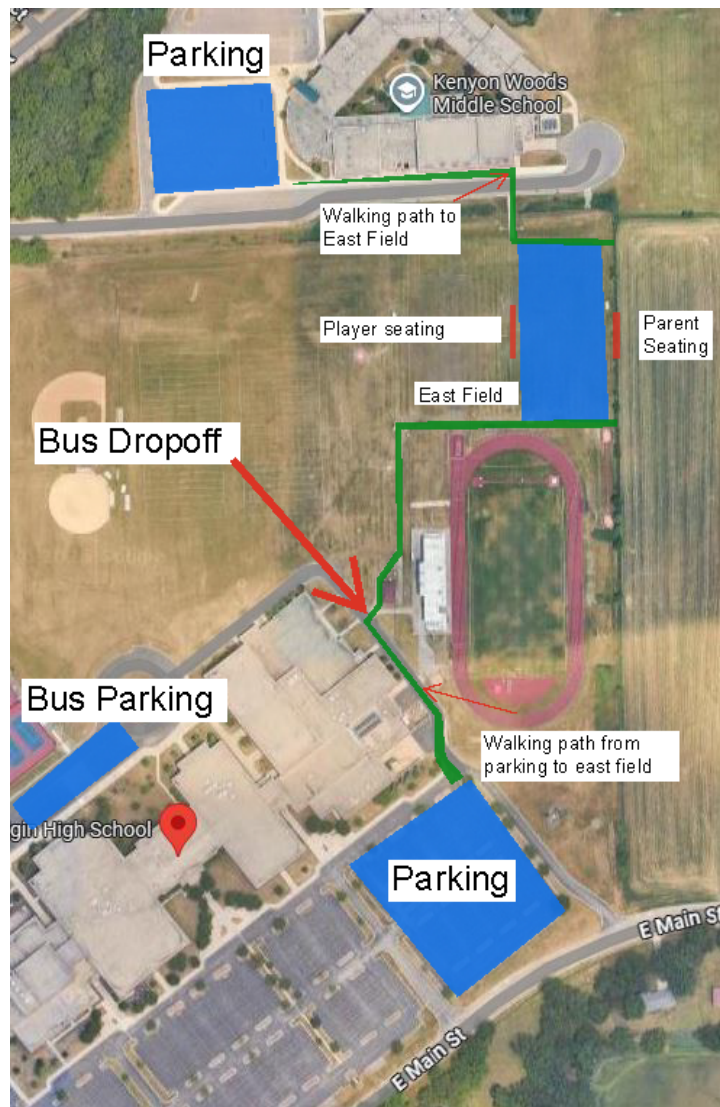 Parking
Kenyon Woods
Middle School
Walking path to
East Field
Player seating
Parent
Seating
East Field
Bus Dropoff
Bus Parking
Walking path from
parking to east field
gin High School
Parking
E Main St
E Main St